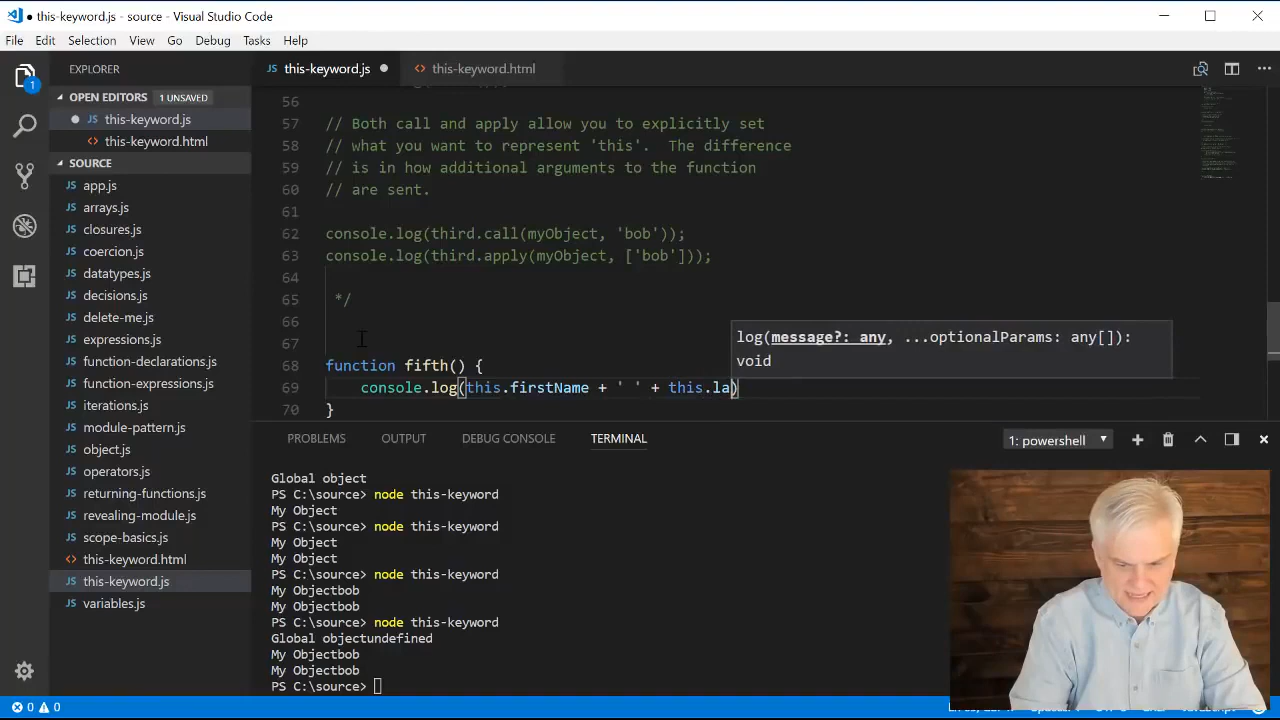 ● this-keyword.js - source - Visual Studio Code
File Edit Selection View Go Debug Tasks Help
EXPLORER
JS this-keyword.js ●
<> this-keyword.html
OPEN EDITORS 1 UNSAVED
● JS this-keyword.js
<> this-keyword.html
SOURCE
JS app.js
JS arrays.js
JS closures.js
JS coercion.js
JS datatypes.js
JS decisions.js
JS delete-me.js
JS expressions.js
JS function-declarations.js
JS function-expressions.js
JS iterations.js
JS module-pattern.js
JS object.js
JS operators.js
JS returning-functions.js
JS revealing-module.js
JS scope-basics.js
<> this-keyword.html
JS this-keyword.js
JS variables.js
1
56
57 // Both call and apply allow you to explicitly set
58 // what you want to represent 'this'.  The difference
59 // is in how additional arguments to the function
60 // are sent.
61
62 console.log(third.call(myObject, 'bob'));
63 console.log(third.apply(myObject, ['bob']));
64
65 */
66
67
68 function fifth() {
69 console.log(this.firstName + ' ' + this.la)
70 }
log(message?: any, ...optionalParams: any[]):
void
PROBLEMS OUTPUT DEBUG CONSOLE TERMINAL 1: powershell
Global object
PS C:\source> node this-keyword
My Object
PS C:\source> node this-keyword
My Object
My Object
PS C:\source> node this-keyword
My Objectbob
My Objectbob
PS C:\source> node this-keyword
Global objectundefined
My Objectbob
My Objectbob
PS C:\source>
0 0